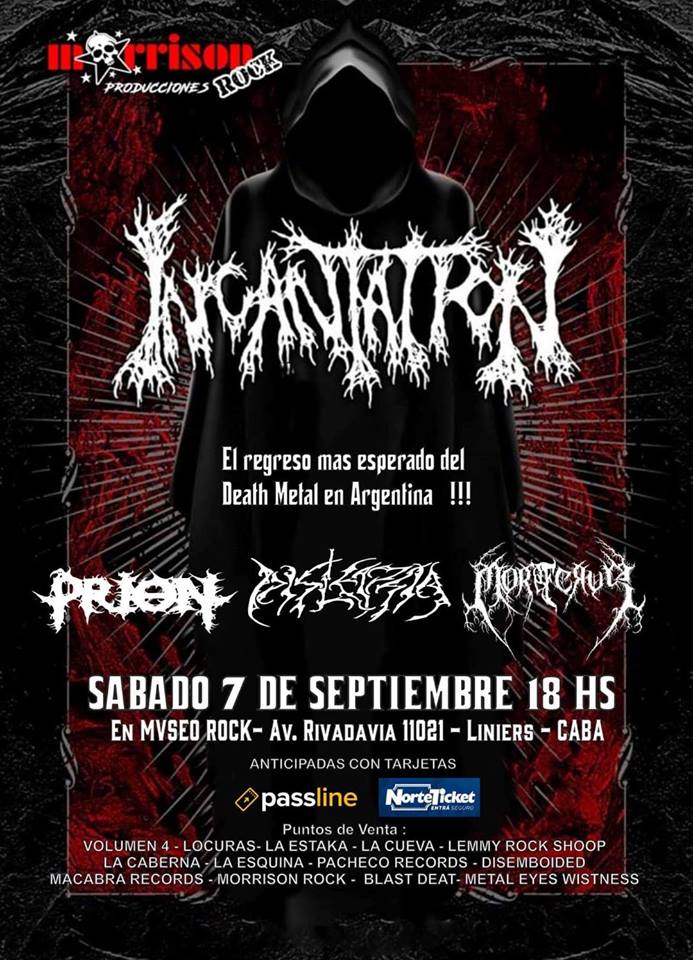 morrison
ROCK
PRODUCCIONES
INCANTATION
El regreso mas esperado del
Death Metal en Argentina !!!
PRION
MORTCRUX
SABADO 7 DE SEPTIEMBRE 18 HS
En MVSEO ROCK- Av. Rivadavia 11021 - Liniers - CABA
ANTICIPADAS CON TARJETAS
passline
NorteTicket
ENTRÁ SEGURO
Puntos de Venta :
VOLUMEN 4 - LOCURAS- LA ESTAKA - LA CUEVA - LEMMY ROCK SHOOP
LA CABERNA - LA ESQUINA - PACHECO RECORDS - DISEMBOIDED
MACABRA RECORDS - MORRISON ROCK - BLAST DEAT- METAL EYES WISTNESS